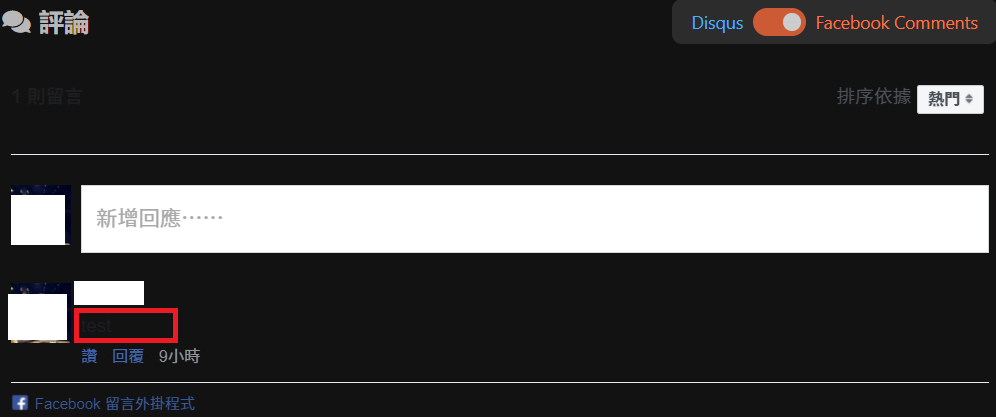 評論
Disqus Facebook Comments
1 則留言
排序依據 熱門
新增回應⋯⋯
test
讚 回覆 9小時
Facebook 留言外掛程式